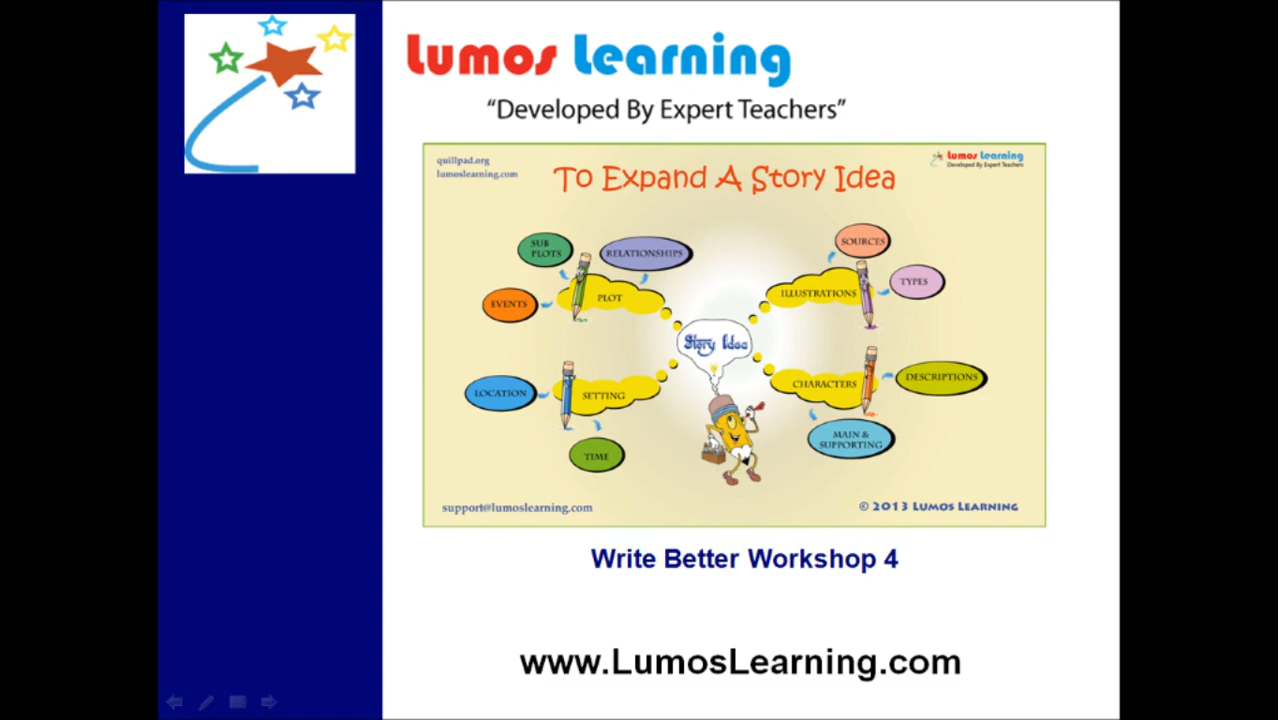 Lumos Learning
“Developed By Expert Teachers”
quillpad.org
lumoslearning.com
To Expand A Story Idea
Lumos Learning
Developed By Expert Teachers
SUB
PLOTS
RELATIONSHIPS
EVENTS
PLOT
SOURCES
TYPES
ILLUSTRATIONS
Story Idea
LOCATION
SETTING
TIME
CHARACTERS
DESCRIPTIONS
MAIN &
SUPPORTING
support@lumoslearning.com
© 2013 LUMOS LEARNING
Write Better Workshop 4
www.LumosLearning.com